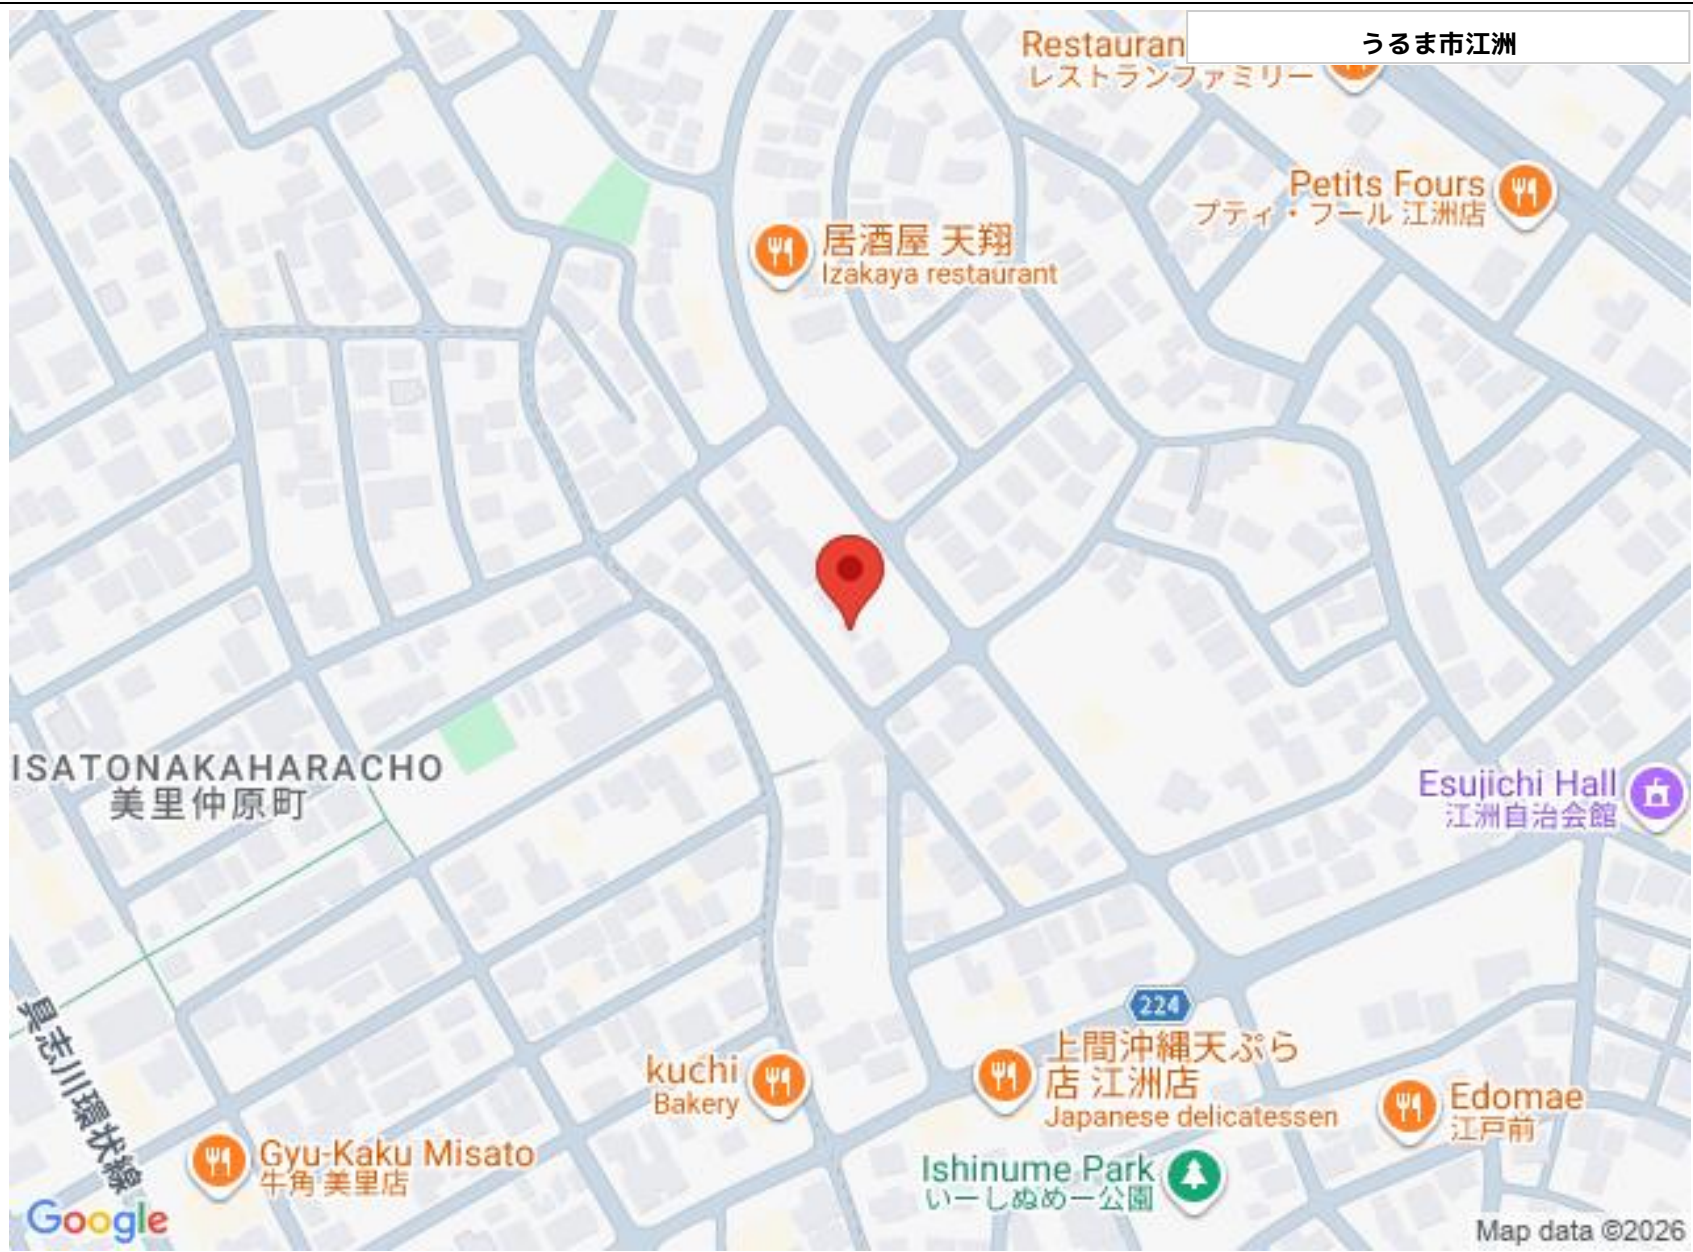 うるま市江洲
Restauran
レストランファミリー
Petits Fours
プティ・フール 江洲店
居酒屋 天翔
Izakaya restaurant
ISATONAKAHARACHO
美里仲原町
Esujichi Hall
江洲自治会館
具志川環状線
224
上間沖縄天ぷら
店 江洲店
Japanese delicatessen
kuchi
Bakery
Edomae
江戸前
Gyu-Kaku Misato
牛角 美里店
Ishinume Park
いーしぬめー公園
Google
Map data ©2026